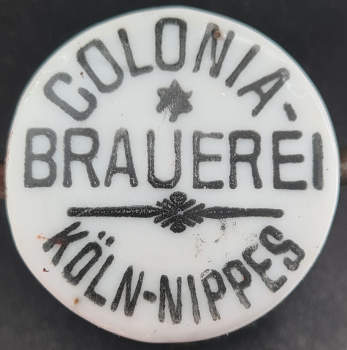 COLONIA-
BRAUEREI
KÖLN-NIPPES